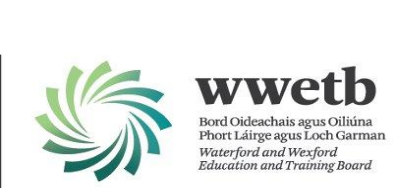 wwetb
Bord Oideachais agus Oiliúna
Phort Láirge agus Loch Garman
Waterford and Wexford
Education and Training Board